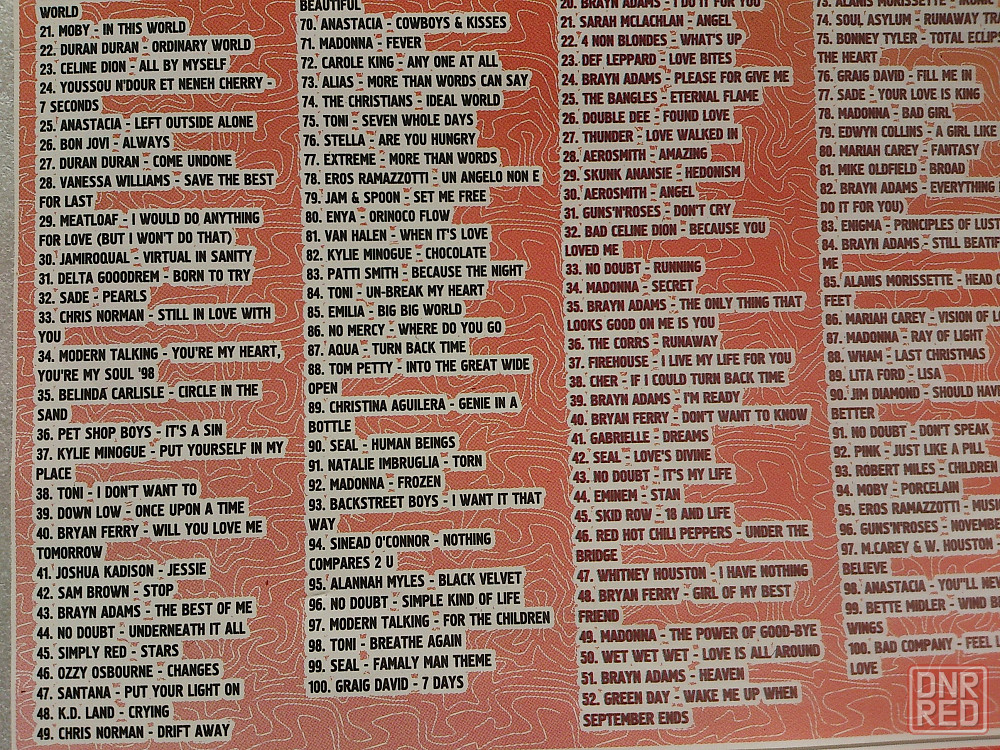 WORLD
21. MOBY - IN THIS WORLD
22. DURAN DURAN - ORDINARY WORLD
23. CELINE DION - ALL BY MYSELF
24. YOUSSOU N'DOUR ET NENEH CHERRY -
7 SECONDS
25. ANASTACIA - LEFT OUTSIDE ALONE
26. BON JOVI - ALWAYS
27. DURAN DURAN - COME UNDONE
28. VANESSA WILLIAMS - SAVE THE BEST
FOR LAST
29. MEATLOAF - I WOULD DO ANYTHING
FOR LOVE (BUT I WON'T DO THAT)
30. JAMIROQUAL - VIRTUAL IN SANITY
31. DELTA GOODDREM - BORN TO TRY
32. SADE - PEARLS
33. CHRIS NORMAN - STILL IN LOVE WITH
YOU
34. MODERN TALKING - YOU'RE MY HEART,
YOU'RE MY SOUL '98
35. BELINDA CARLISLE - CIRCLE IN THE
SAND
36. PET SHOP BOYS - IT'S A SIN
37. KYLIE MINOGUE - PUT YOURSELF IN MY
PLACE
38. TONI - I DON'T WANT TO
39. DOWN LOW - ONCE UPON A TIME
40. BRYAN FERRY - WILL YOU LOVE ME
TOMORROW
41. JOSHUA KADISON - JESSIE
42. SAM BROWN - STOP
43. BRAYN ADAMS - THE BEST OF ME
44. NO DOUBT - UNDERNEATH IT ALL
45. SIMPLY RED - STARS
46. OZZY OSBOURNE - CHANGES
47. SANTANA - PUT YOUR LIGHT ON
48. K.D. LAND - CRYING
49. CHRIS NORMAN - DRIFT AWAY
BEAUTIFUL
70. ANASTACIA - COWBOYS & KISSES
71. MADONNA - FEVER
72. CAROLE KING - ANY ONE AT ALL
73. ALIAS - MORE THAN WORDS CAN SAY
74. THE CHRISTIANS - IDEAL WORLD
75. TONI - SEVEN WHOLE DAYS
76. STELLA - ARE YOU HUNGRY
77. EXTREME - MORE THAN WORDS
78. EROS RAMAZZOTTI - UN ANGELO NON E
79. JAM & SPOON - SET ME FREE
80. ENYA - ORINOCO FLOW
81. VAN HALEN - WHEN IT'S LOVE
82. KYLIE MINOGUE - CHOCOLATE
83. PATTI SMITH - BECAUSE THE NIGHT
84. TONI - UN-BREAK MY HEART
85. EMILIA - BIG BIG WORLD
86. NO MERCY - WHERE DO YOU GO
87. AQUA - TURN BACK TIME
88. TOM PETTY - INTO THE GREAT WIDE
OPEN
89. CHRISTINA AGUILERA - GENIE IN A
BOTTLE
90. SEAL - HUMAN BEINGS
91. NATALIE IMBRUGLIA - TORN
92. MADONNA - FROZEN
93. BACKSTREET BOYS - I WANT IT THAT
WAY
94. SINEAD O'CONNOR - NOTHING
COMPARES 2 U
95. ALANNAH MYLES - BLACK VELVET
96. NO DOUBT - SIMPLE KIND OF LIFE
97. MODERN TALKING - FOR THE CHILDREN
98. TONI - BREATHE AGAIN
99. SEAL - FAMALY MAN THEME
100. GRAIG DAVID - 7 DAYS
20. BRAYN ADAMS - I DO IT FOR YOU
21. SARAH MCLACHLAN - ANGEL
22. 4 NON BLONDES - WHAT'S UP
23. DEF LEPPARD - LOVE BITES
24. BRAYN ADAMS - PLEASE FOR GIVE ME
25. THE BANGLES - ETERNAL FLAME
26. DOUBLE DEE - FOUND LOVE
27. THUNDER - LOVE WALKED IN
28. AEROSMITH - AMAZING
29. SKUNK ANANSIE - HEDONISM
30. AEROSMITH - ANGEL
31. GUNS'N'ROSES - DON'T CRY
32. BAD CELINE DION - BECAUSE YOU
LOVED ME
33. NO DOUBT - RUNNING
34. MADONNA - SECRET
35. BRAYN ADAMS - THE ONLY THING THAT
LOOKS GOOD ON ME IS YOU
36. THE CORRS - RUNAWAY
37. FIREHOUSE - I LIVE MY LIFE FOR YOU
38. CHER - IF I COULD TURN BACK TIME
39. BRAYN ADAMS - I'M READY
40. BRYAN FERRY - DON'T WANT TO KNOW
41. GABRIELLE - DREAMS
42. SEAL - LOVE'S DIVINE
43. NO DOUBT - IT'S MY LIFE
44. EMINEM - STAN
45. SKID ROW - 18 AND LIFE
46. RED HOT CHILI PEPPERS - UNDER THE
BRIDGE
47. WHITNEY HOUSTON - I HAVE NOTHING
48. BRYAN FERRY - GIRL OF MY BEST
FRIEND
49. MADONNA - THE POWER OF GOOD-BYE
50. WET WET WET - LOVE IS ALL AROUND
51. BRAYN ADAMS - HEAVEN
52. GREEN DAY - WAKE ME UP WHEN
SEPTEMBER ENDS
73. ALANIS MORISSETTE - IRONIC
74. SOUL ASYLUM - RUNAWAY TR
75. BONNEY TYLER - TOTAL ECLIPS
THE HEART
76. GRAIG DAVID - FILL ME IN
77. SADE - YOUR LOVE IS KING
78. MADONNA - BAD GIRL
79. EDWYN COLLINS - A GIRL LIKE
80. MARIAH CAREY - FANTASY
81. MIKE OLDFIELD - BROAD
82. BRAYN ADAMS - EVERYTHING
DO IT FOR YOU)
83. ENIGMA - PRINCIPLES OF LUST
84. BRAYN ADAMS - STILL BEATIF
ME
85. ALANIS MORISSETTE - HEAD
FEET
86. MARIAH CAREY - VISION OF L
87. MADONNA - RAY OF LIGHT
88. WHAM - LAST CHRISTMAS
89. LITA FORD - LISA
90. JIM DIAMOND - SHOULD HAV
BETTER
91. NO DOUBT - DON'T SPEAK
92. PINK - JUST LIKE A PILL
93. ROBERT MILES - CHILDREN
94. MOBY - PORCELAIN
95. EROS RAMAZZOTTI - MUSI
96. GUNS'N'ROSES - NOVEMBE
97. M.CAREY & W. HOUSTON -
BELIEVE
98. ANASTACIA - YOU"LL NEV
99. BETTE MIDLER - WIND B
WINGS
100. BAD COMPANY - FEEL L
LOVE
DNR
RED